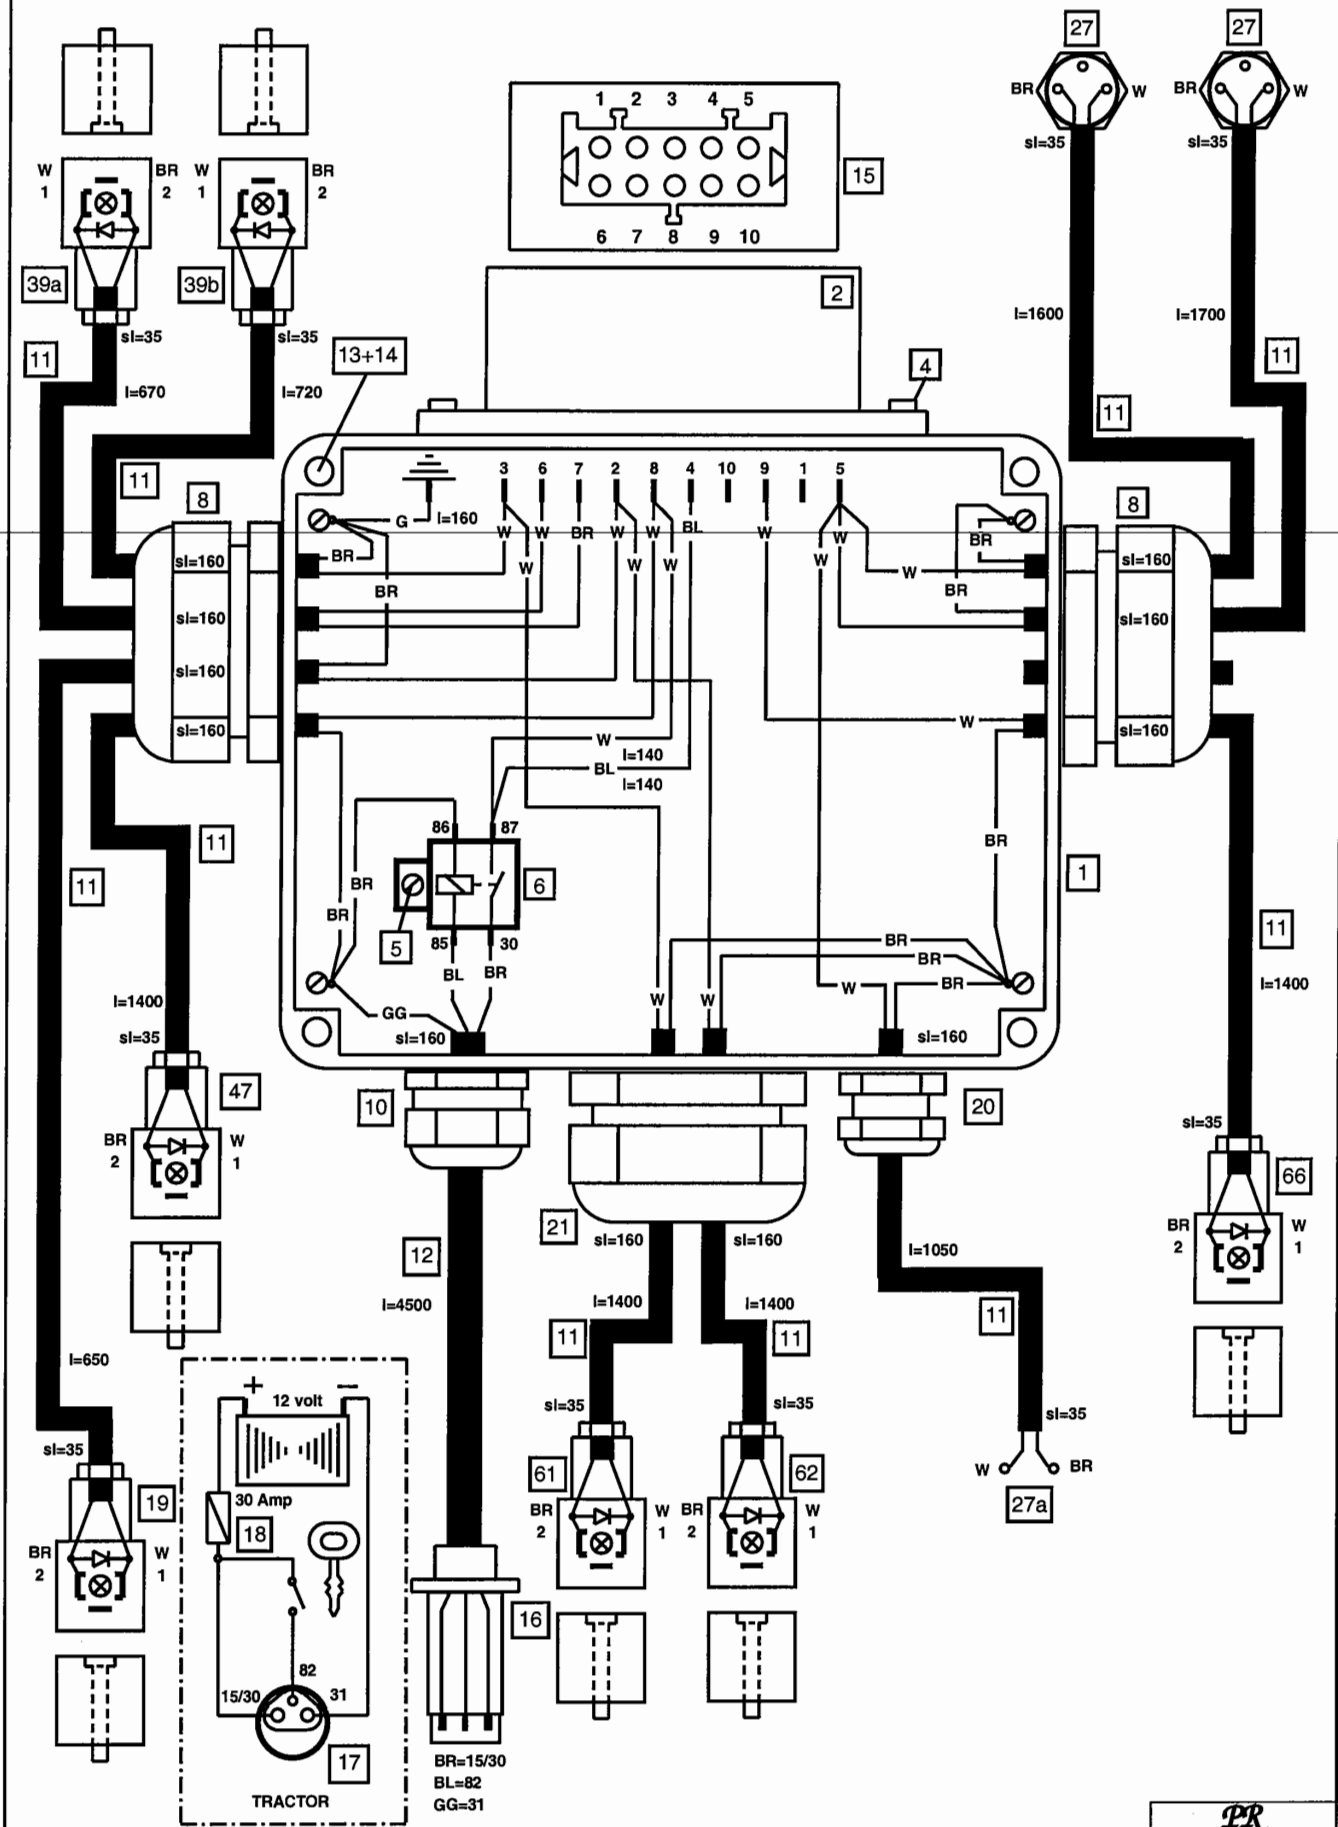 27 27
BR W BR W
sl=35 sl=35
1 2 3 4 5
15
6 7 8 9 10
W BR W BR
1 2 1 2
39a 39b
2
sl=35 sl=35
l=1600 l=1700
11 13+14 4 11
l=670 l=720
11
11
8 3 6 7 2 8 4 10 9 1 5 8
G l=160
W W BR W W BL W W
BR BR
sl=160 W W W W W sl=160
BR BR
sl=160 sl=160
sl=160
sl=160 W sl=160
W l=140
BL l=140
11
86 87
BR
BR 6 1
11
BR
5 85 30
BR
11
BL BR BR
l=1400 W BR l=1400
GG W W
sl=35 sl=160 sl=160
47 10 20
sl=35
BR W
2 1
66
21 BR W
sl=160 sl=160
12 l=1050 2 1
l=4500 l=1400 l=1400
11 11 11
l=650
+ −
12 volt
sl=35 sl=35 sl=35
sl=35
W BR
61 62
27a
19 30 Amp BR W BR W
18 2 1 2 1
BR W
2 1
16
82
15/30 31
17
BR=15/30
BL=82
TRACTOR GG=31
PR